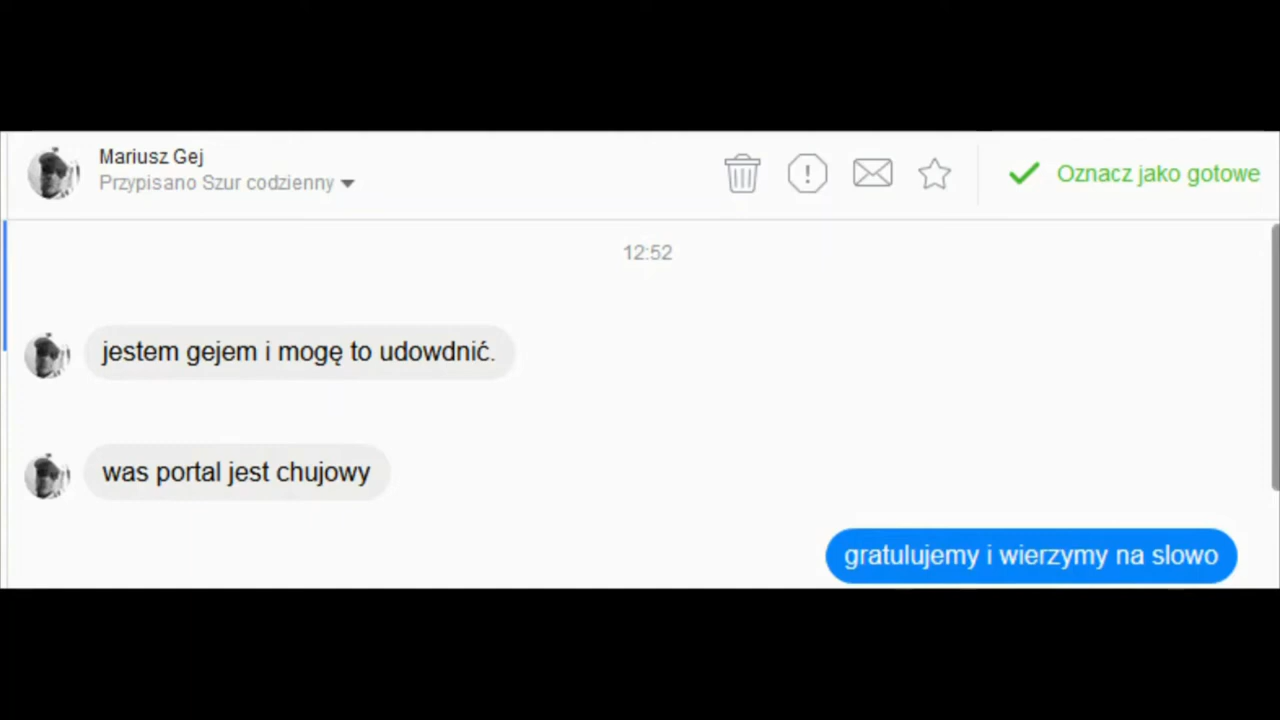 Mariusz Gej
Przypisano Szur codzienny
Oznacz jako gotowe
12:52
jestem gejem i mogę to udowdnić.
was portal jest chujowy
gratulujemy i wierzymy na slowo